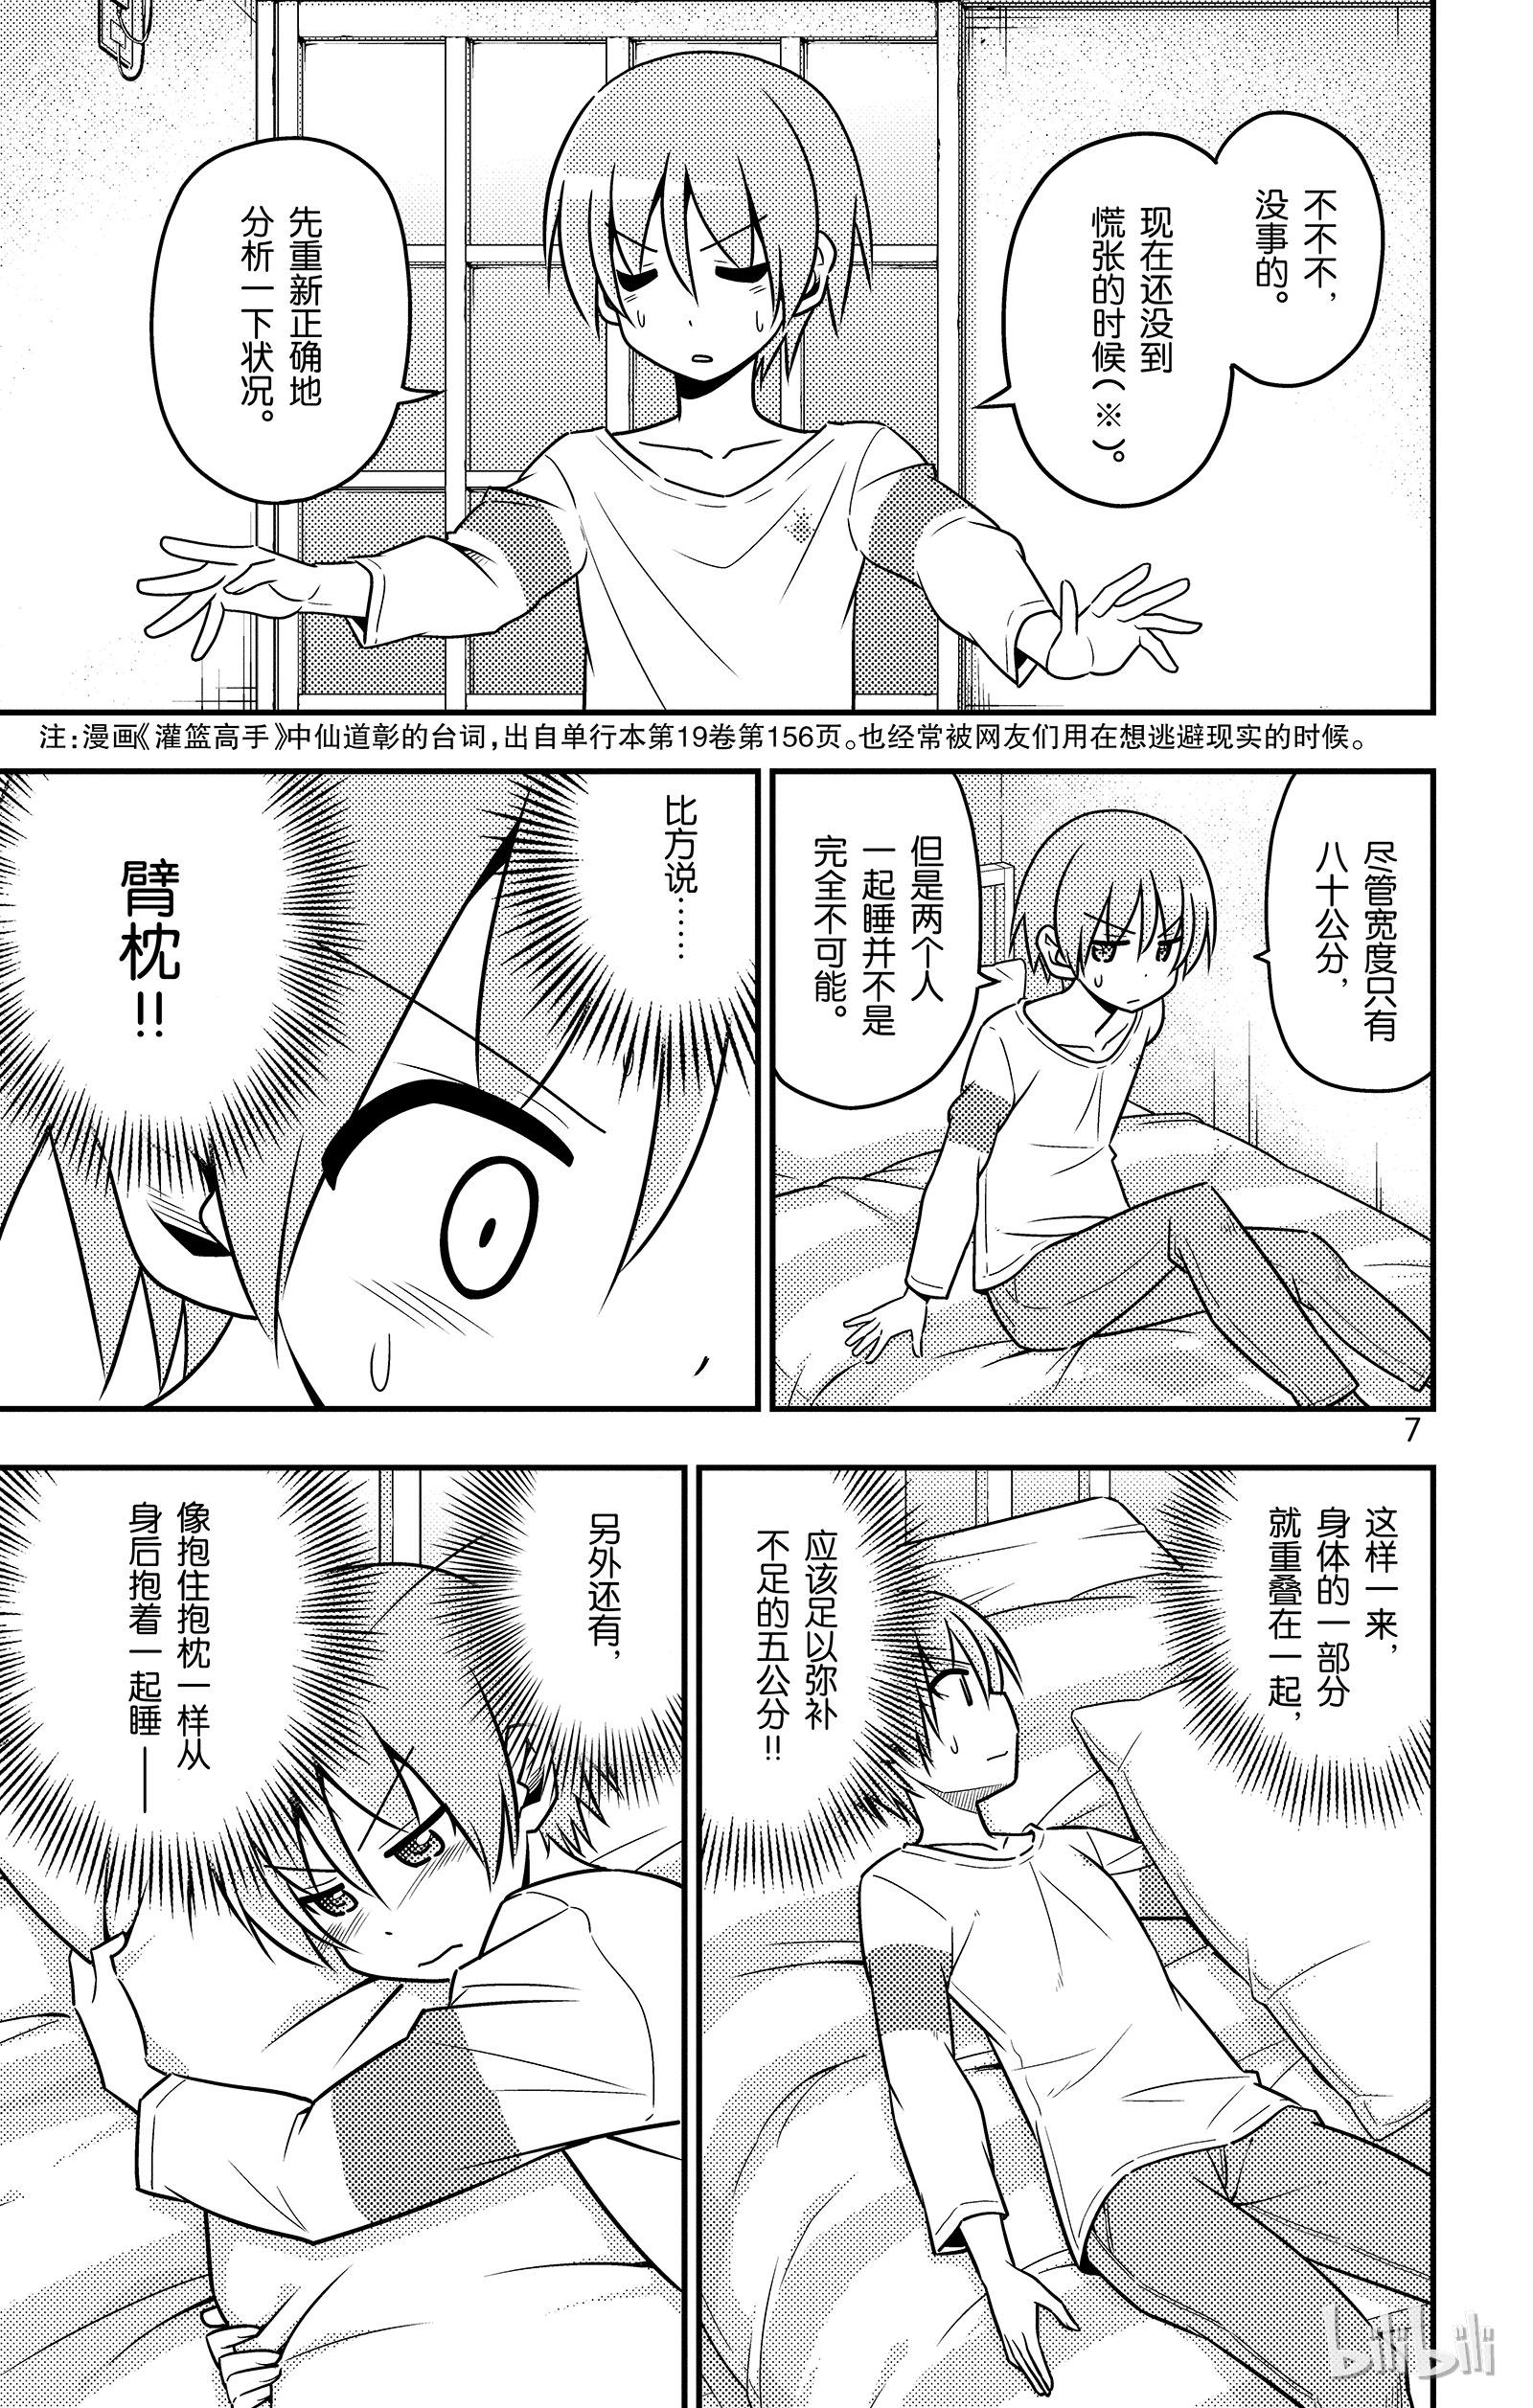 不不不，
没事的。
现在还没到
慌张的时候（※）。
先重新正确地
分析一下状况。
注：漫画《灌篮高手》中仙道彰的台词，出自单行本第19卷第156页。也经常被网友们用在想逃避现实的时候。
尽管宽度只有
八十公分，
但是两个人
一起睡并不是
完全不可能。
比方说……
臂枕!!
7
这样一来，
身体的一部分
就重叠在一起，
应该足以弥补
不足的五公分!!
另外还有，
像抱住抱枕一样从
身后抱着一起睡——
bilibili